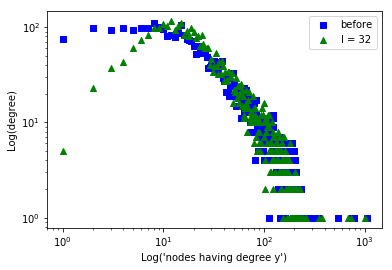 10²
10¹
10⁰
Log(degree)
before
l = 32
10⁰ 10¹ 10² 10³
Log('nodes having degree y')